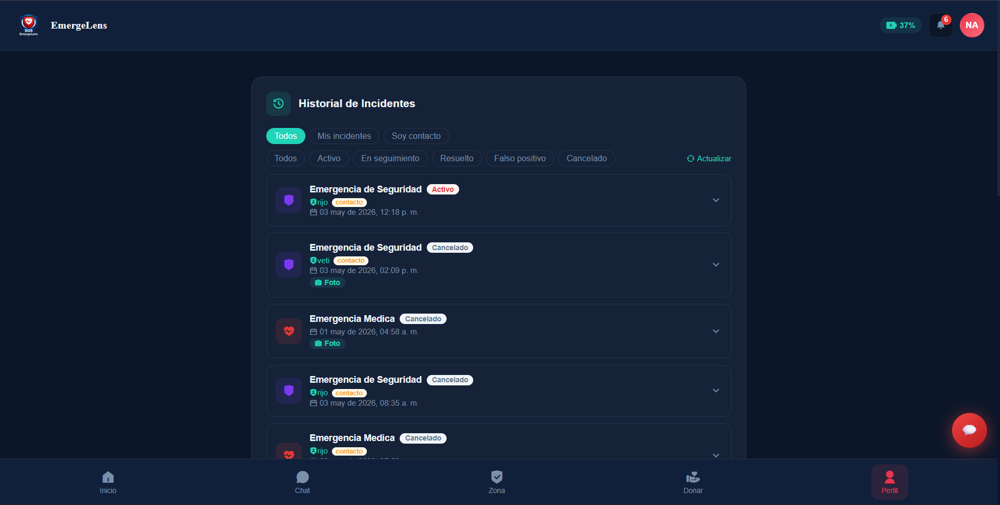 SOS
EmergeLens
EmergeLens
37%
6
NA
Historial de Incidentes
Todos
Mis incidentes
Soy contacto
Todos
Activo
En seguimiento
Resuelto
Falso positivo
Cancelado
Actualizar
Emergencia de Seguridad Activo
rijo contacto
03 may de 2026, 12:18 p. m.
Emergencia de Seguridad Cancelado
veti contacto
03 may de 2026, 02:09 p. m.
Foto
Emergencia Medica Cancelado
01 may de 2026, 04:58 a. m.
Foto
Emergencia de Seguridad Cancelado
rijo contacto
03 may de 2026, 08:35 a. m.
Emergencia Medica Cancelado
rijo contacto
Inicio
Chat
Zona
Donar
Perfil